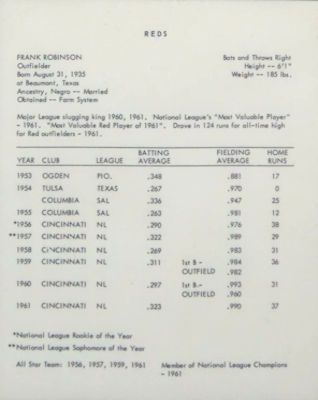 REDS
FRANK ROBINSON
Outfielder
Born August 31, 1935
at Beaumont, Texas
Ancestry, Negro -- Married
Obtained -- Farm System
Bats and Throws Right
Height -- 6'1"
Weight -- 185 lbs.
Major League slugging king 1960, 1961. National League's "Most Valuable Player"
- 1961. "Most Valuable Red Player of 1961". Drove in 124 runs for all-time high
for Red outfielders - 1961.
YEAR CLUB LEAGUE BATTING AVERAGE FIELDING AVERAGE HOME RUNS
1953 OGDEN PIO. .348 .881 17
1954 TULSA TEXAS .267 .970 0
COLUMBIA SAL .336 .947 25
1955 COLUMBIA SAL .263 .981 12
*1956 CINCINNATI NL .290 .976 38
**1957 CINCINNATI NL .322 .989 29
1958 CINCINNATI NL .269 .983 31
1959 CINCINNATI NL .311 1st B- .984 36
OUTFIELD .982
1960 CINCINNATI NL .297 1st B- .993 31
OUTFIELD .960
1961 CINCINNATI NL .323 .990 37
*National League Rookie of the Year
**National League Sophomore of the Year
All Star Team: 1956, 1957, 1959, 1961
Member of National League Champions
- 1961